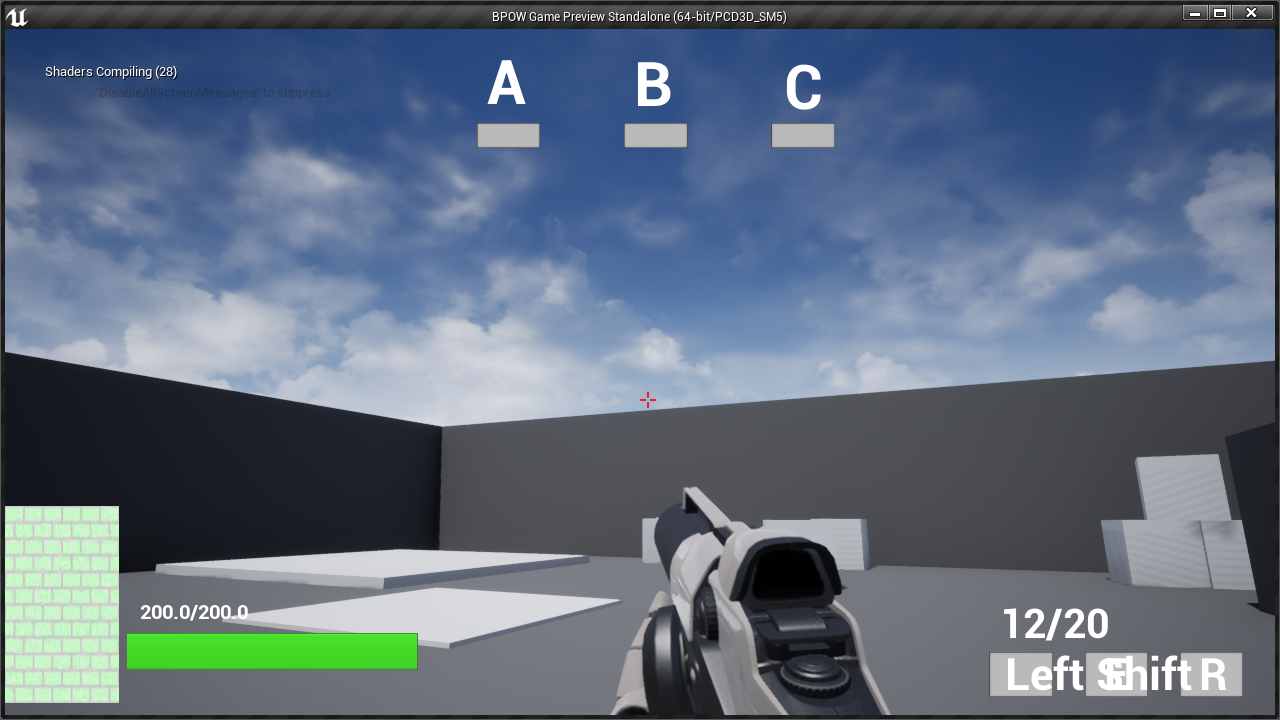 BPOW Game Preview Standalone (64-bit/PCD3D_SM5)
Shaders Compiling (28)
'DisableAllScreenMessages' to suppress
A B C
200.0/200.0
12/20
Left Shift E R